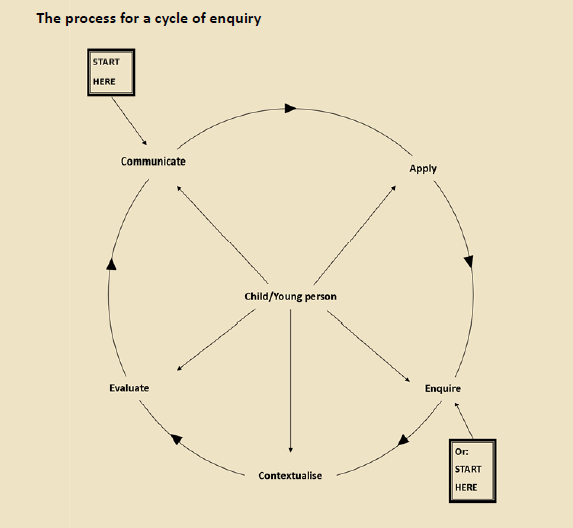 The process for a cycle of enquiry
START
HERE
Communicate
Apply
Child/Young person
Evaluate
Enquire
Contextualise
Or:
START
HERE